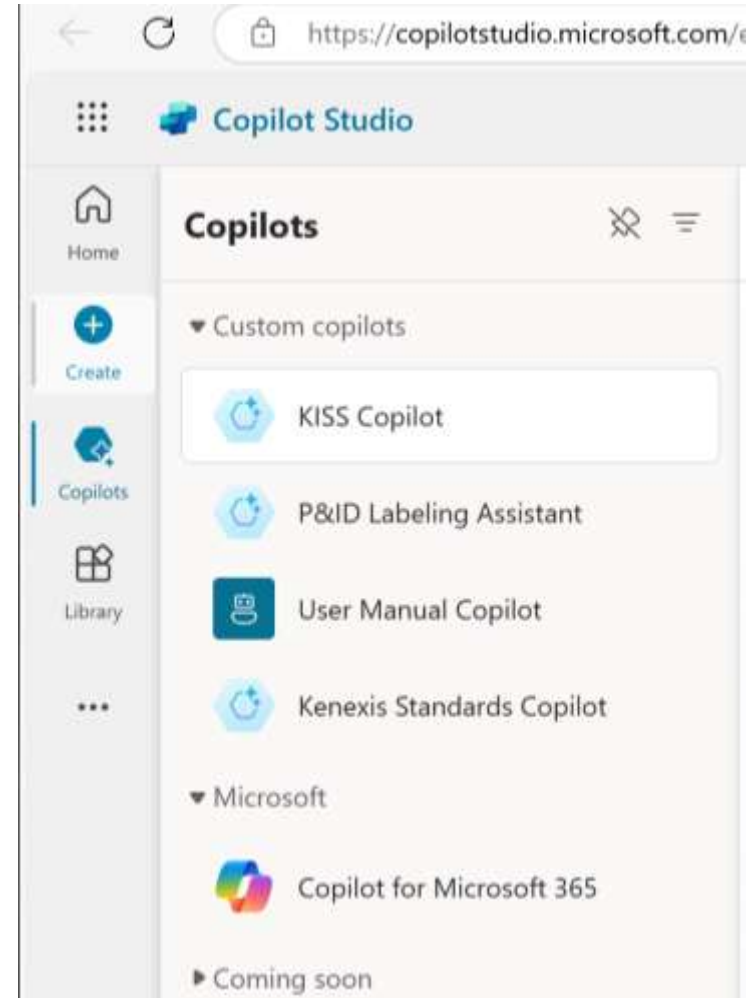 https://copilotstudio.microsoft.com/e
Copilot Studio
Home
Create
Copilots
Library
Copilots
Custom copilots
KISS Copilot
P&ID Labeling Assistant
User Manual Copilot
Kenexis Standards Copilot
Microsoft
Copilot for Microsoft 365
Coming soon